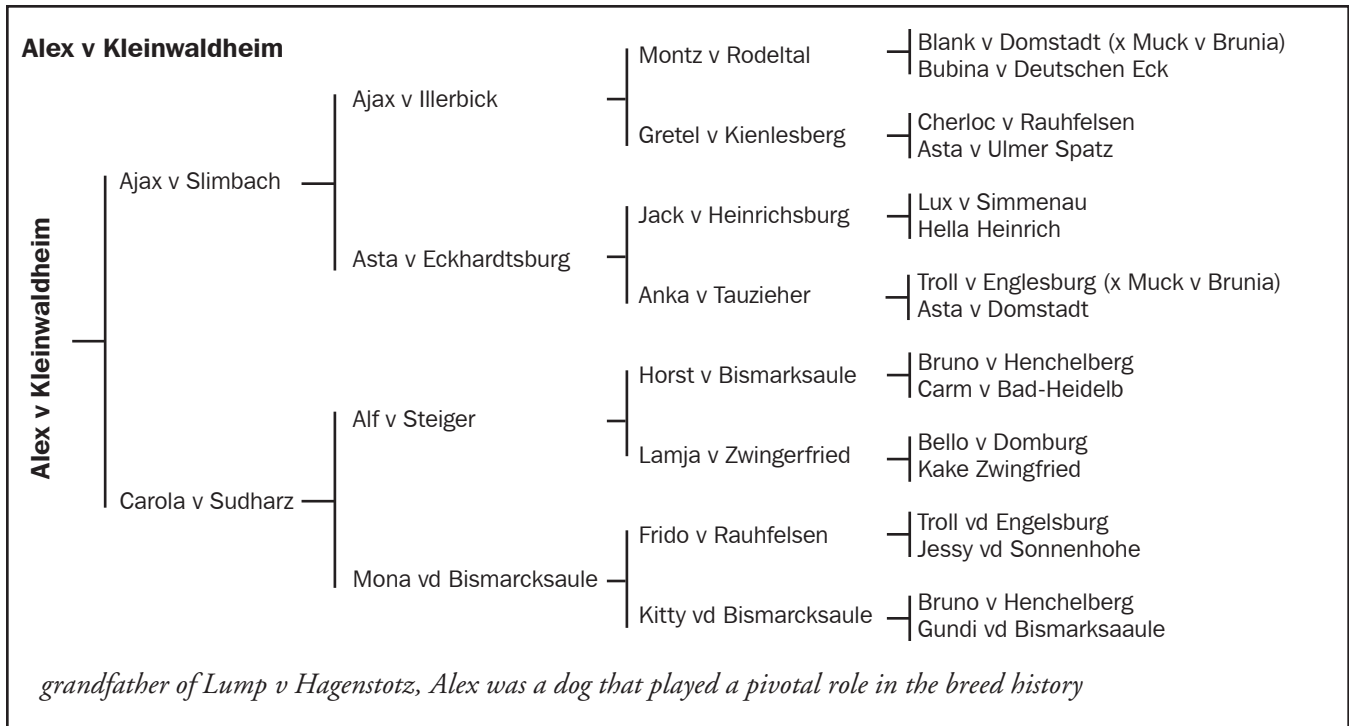 Alex v Kleinwaldheim
Alex v Kleinwaldheim
Ajax v Slimbach
Carola v Sudharz
Ajax v Illerbick
Asta v Eckhardtsburg
Alf v Steiger
Mona vd Bismarcksaule
Montz v Rodeltal
Gretel v Kienlesberg
Jack v Heinrichsburg
Anka v Tauzieher
Horst v Bismarksaule
Lamja v Zwingerfried
Frido v Rauhfelsen
Kitty vd Bismarcksaule
Blank v Domstadt (x Muck v Brunia)
Bubina v Deutschen Eck
Cherloc v Rauhfelsen
Asta v Ulmer Spatz
Lux v Simmenau
Hella Heinrich
Troll v Englesburg (x Muck v Brunia)
Asta v Domstadt
Bruno v Henchelberg
Carm v Bad-Heidelb
Bello v Domburg
Kake Zwingfried
Troll vd Engelsburg
Jessy vd Sonnenhohe
Bruno v Henchelberg
Gundi vd Bismarksaaule
grandfather of Lump v Hagenstotz, Alex was a dog that played a pivotal role in the breed history